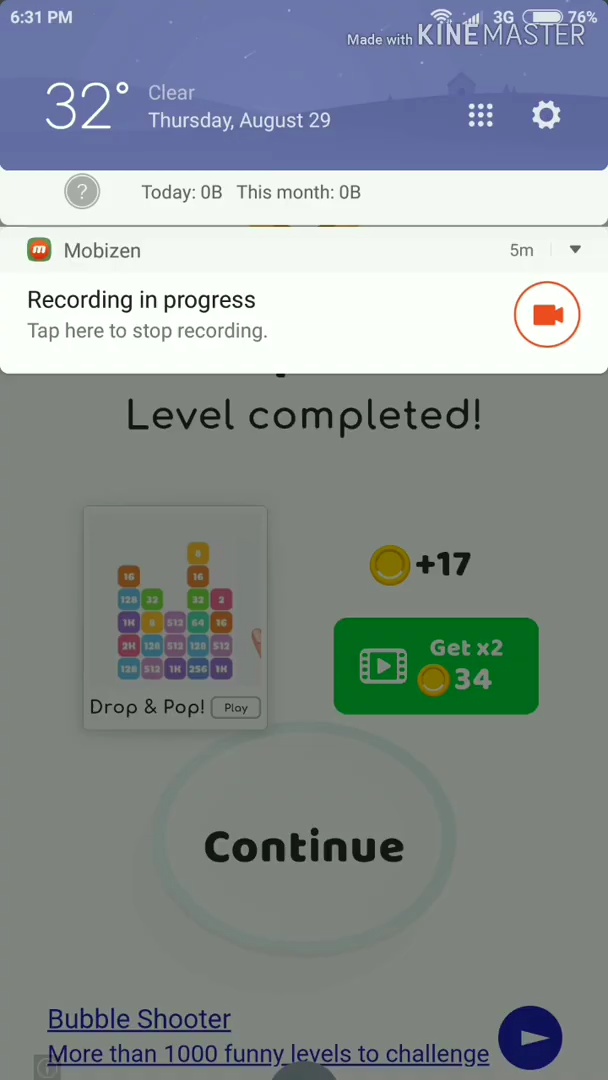 6:31 PM
3G
76%
Made with KINEMASTER
32°
Clear
Thursday, August 29
?
Today: 0B This month: 0B
m
Mobizen
5m
Recording in progress
Tap here to stop recording.
Level completed!
8
16 16
128 32 32 2
1K 8 512 64 16
2K 128 512 128 512
128 512 1K 256 1K
Drop & Pop! Play
+17
Get x2
34
Continue
Bubble Shooter
More than 1000 funny levels to challenge